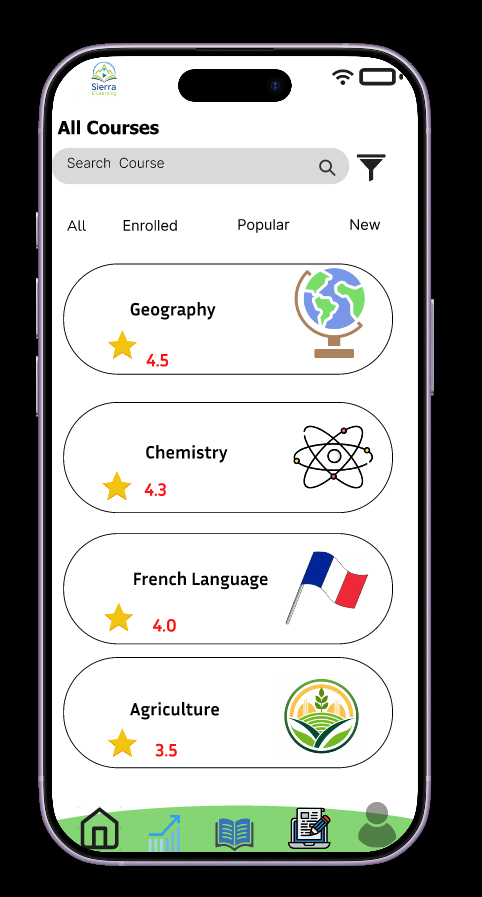 Sierra
E-Learning
All Courses
Search Course
All Enrolled Popular New
Geography
4.5
Chemistry
4.3
French Language
4.0
Agriculture
3.5